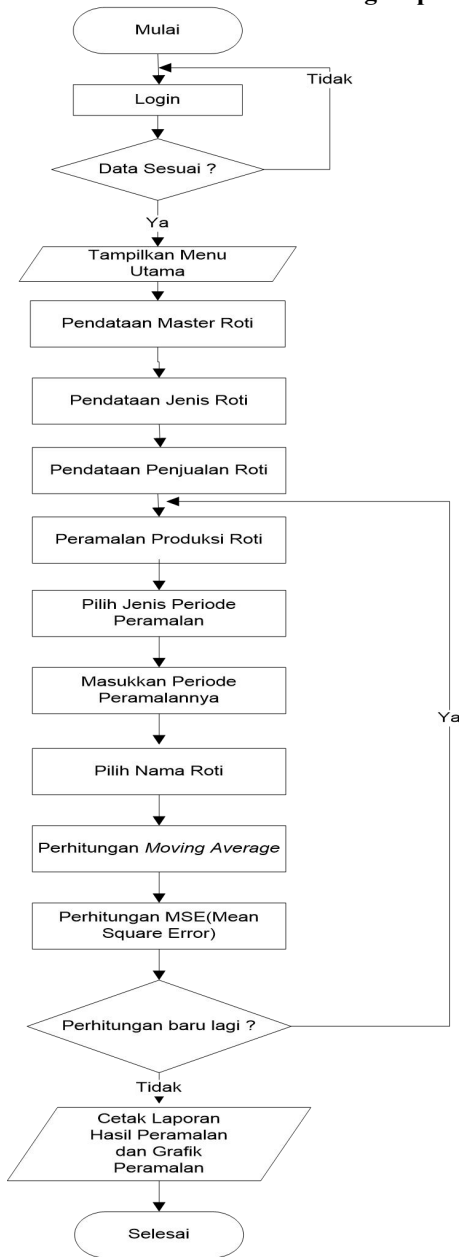 Mulai
Tidak
Login
Data Sesuai ?
Ya
Tampilkan Menu
Utama
Pendataan Master Roti
Pendataan Jenis Roti
Pendataan Penjualan Roti
Peramalan Produksi Roti
Pilih Jenis Periode
Peramalan
Masukkan Periode
Peramalannya
Ya
Pilih Nama Roti
Perhitungan Moving Average
Perhitungan MSE(Mean
Square Error)
Perhitungan baru lagi ?
Tidak
Cetak Laporan
Hasil Peramalan
dan Grafik
Peramalan
Selesai